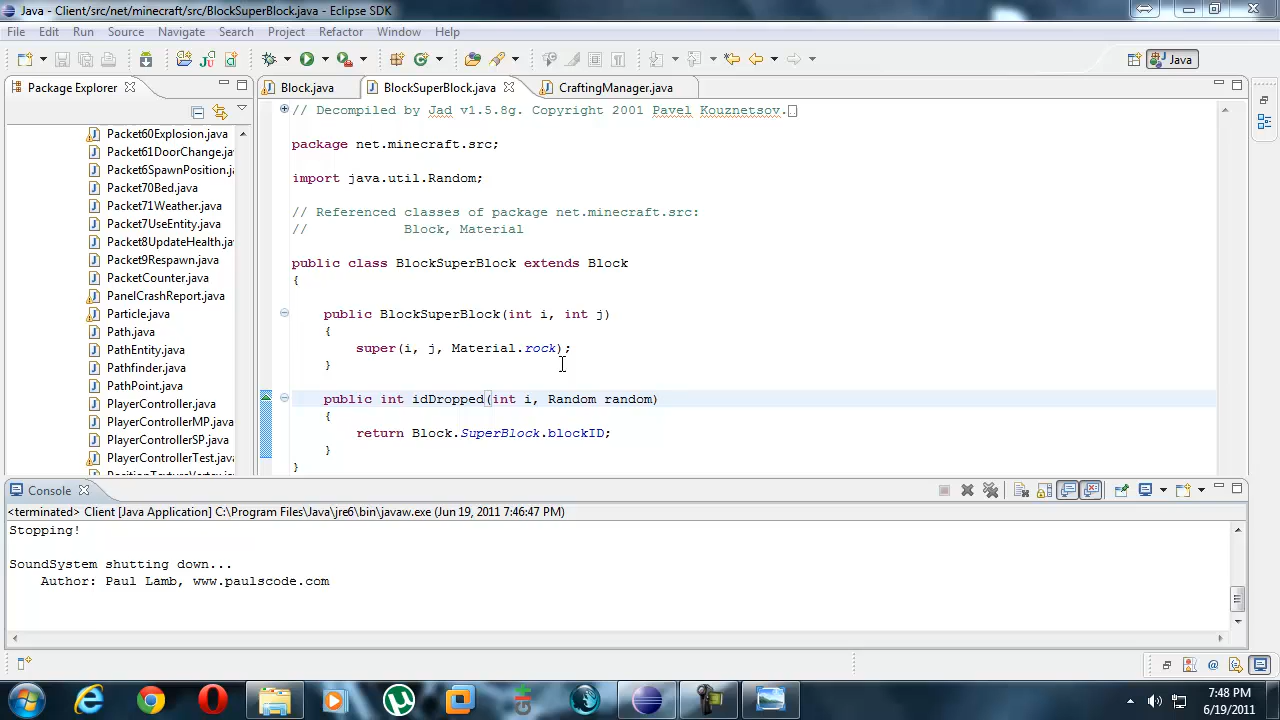 Java - Client/src/net/minecraft/src/BlockSuperBlock.java - Eclipse SDK
File Edit Run Source Navigate Search Project Refactor Window Help
Java
Package Explorer
Block.java BlockSuperBlock.java CraftingManager.java
Packet60Explosion.java
Packet61DoorChange.java
Packet6SpawnPosition.j
Packet70Bed.java
Packet71Weather.java
Packet7UseEntity.java
Packet8UpdateHealth.jav
Packet9Respawn.java
PacketCounter.java
PanelCrashReport.java
Particle.java
Path.java
PathEntity.java
Pathfinder.java
PathPoint.java
PlayerController.java
PlayerControllerMP.java
PlayerControllerSP.java
PlayerControllerTest.java
PositionTextureVertex.j
// Decompiled by Jad v1.5.8g. Copyright 2001 Pavel Kouznetsov.
package net.minecraft.src;
import java.util.Random;
// Referenced classes of package net.minecraft.src:
// Block, Material
public class BlockSuperBlock extends Block
{
public BlockSuperBlock(int i, int j)
{
super(i, j, Material.rock);
}
public int idDropped(int i, Random random)
{
return Block.SuperBlock.blockID;
}
}
Console
<terminated> Client [Java Application] C:\Program Files\Java\jre6\bin\javaw.exe (Jun 19, 2011 7:46:47 PM)
Stopping!
SoundSystem shutting down...
Author: Paul Lamb, www.paulscode.com
7:48 PM
6/19/2011